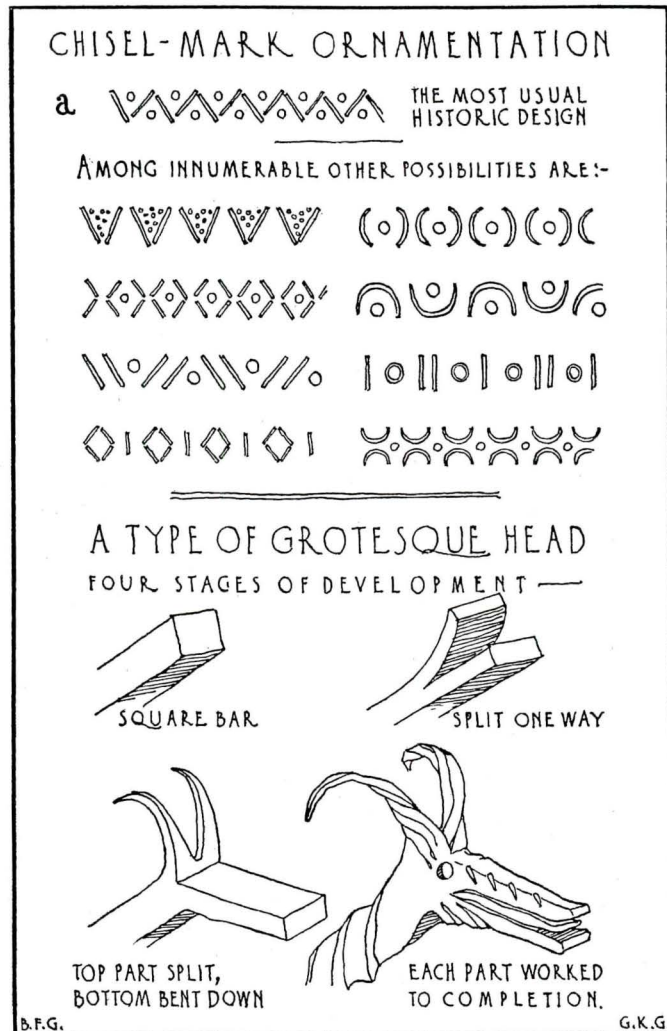 CHISEL-MARK ORNAMENTATION
a
THE MOST USUAL
HISTORIC DESIGN
AMONG INNUMERABLE OTHER POSSIBILITIES ARE:-
A TYPE OF GROTESQUE HEAD
FOUR STAGES OF DEVELOPMENT —
SQUARE BAR
SPLIT ONE WAY
TOP PART SPLIT,
BOTTOM BENT DOWN
EACH PART WORKED
TO COMPLETION.
B.F.G.
G.K.G